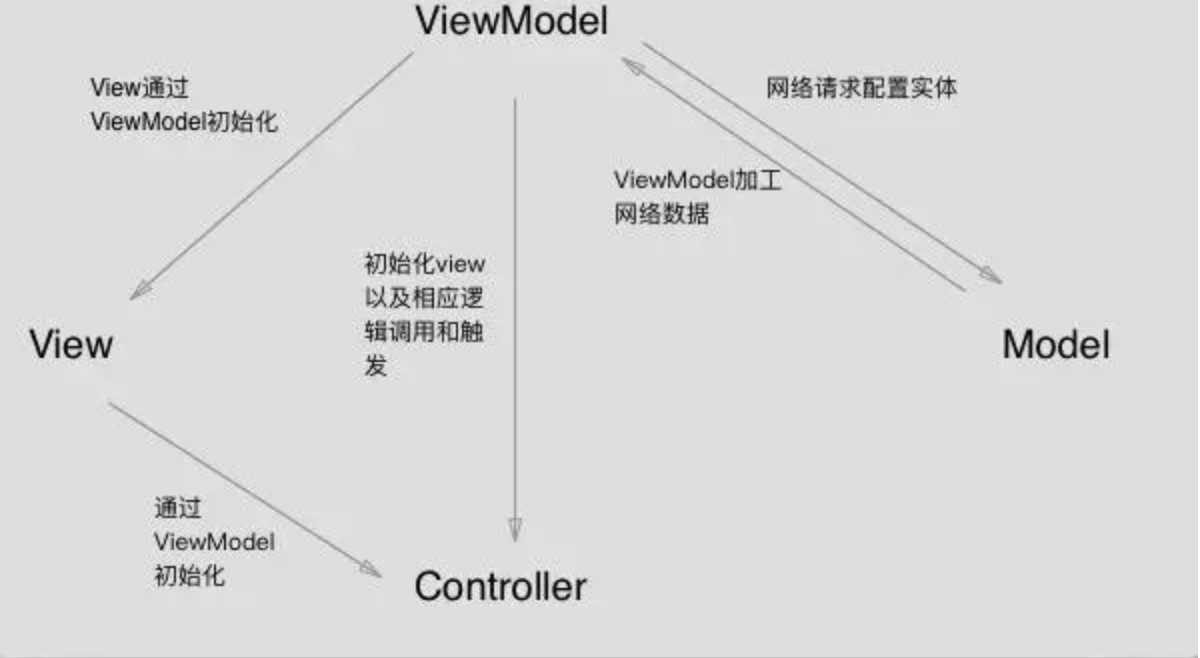 ViewModel
View通过
ViewModel初始化
网络请求配置实体
ViewModel加工
网络数据
初始化view
以及相应逻
辑调用和触
发
View
Model
通过
ViewModel
初始化
Controller